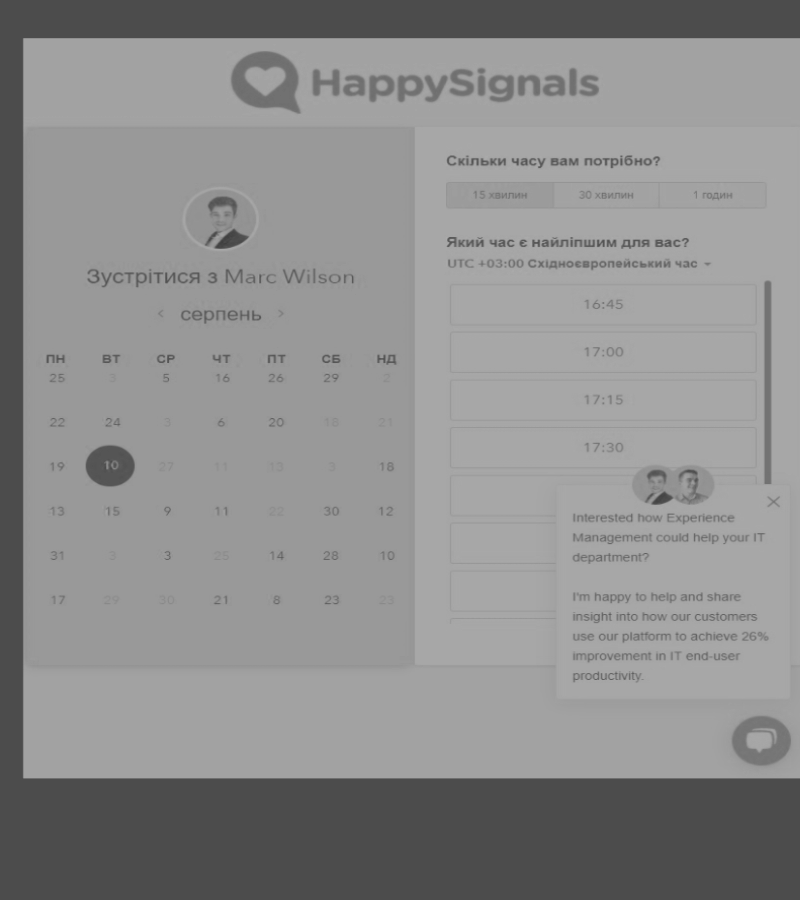 HappySignals
Зустрітися з Marc Wilson
серпень
ПН ВТ СР ЧТ ПТ СБ НД
25 3 5 16 26 29 2
22 24 3 6 20 18 21
19 10 27 11 13 3 18
13 15 9 11 22 30 12
31 3 3 25 14 28 10
17 29 30 21 8 23 23
Скільки часу вам потрібно?
15 хвилин 30 хвилин 1 годин
Який час є найліпшим для вас?
UTC +03:00 Східноєвропейський час
16:45
17:00
17:15
17:30
Interested how Experience
Management could help your IT
department?
I'm happy to help and share
insight into how our customers
use our platform to achieve 26%
improvement in IT end-user
productivity.